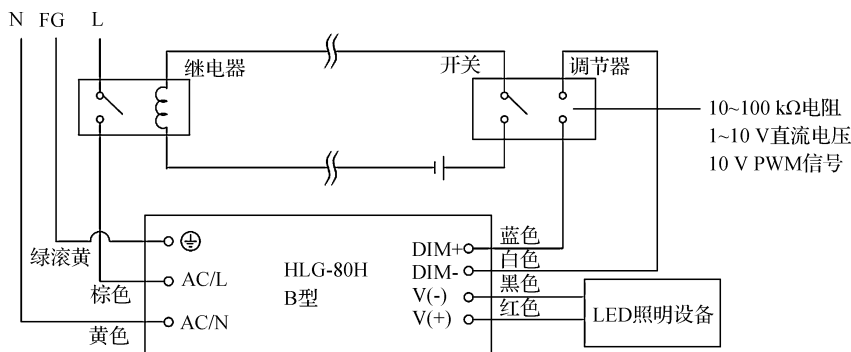 N FG L
继电器
开关
调节器
10~100 kΩ电阻
1~10 V直流电压
10 V PWM信号
绿滚黄
棕色
黄色
AC/L
AC/N
HLG-80H
B型
DIM+
DIM-
V(-)
V(+)
蓝色
白色
黑色
红色
LED照明设备